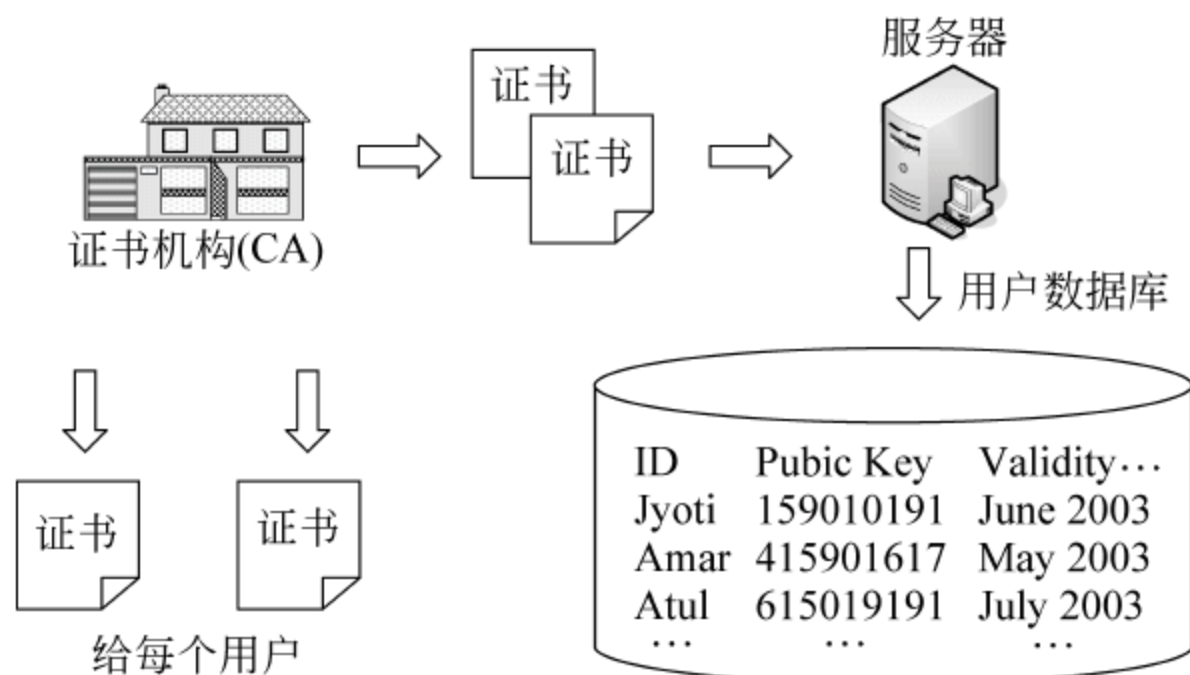 服务器
证书
证书
证书机构(CA)
用户数据库
ID Pubic Key Validity…
Jyoti 159010191 June 2003
Amar 415901617 May 2003
Atul 615019191 July 2003
… … …
证书 证书
给每个用户